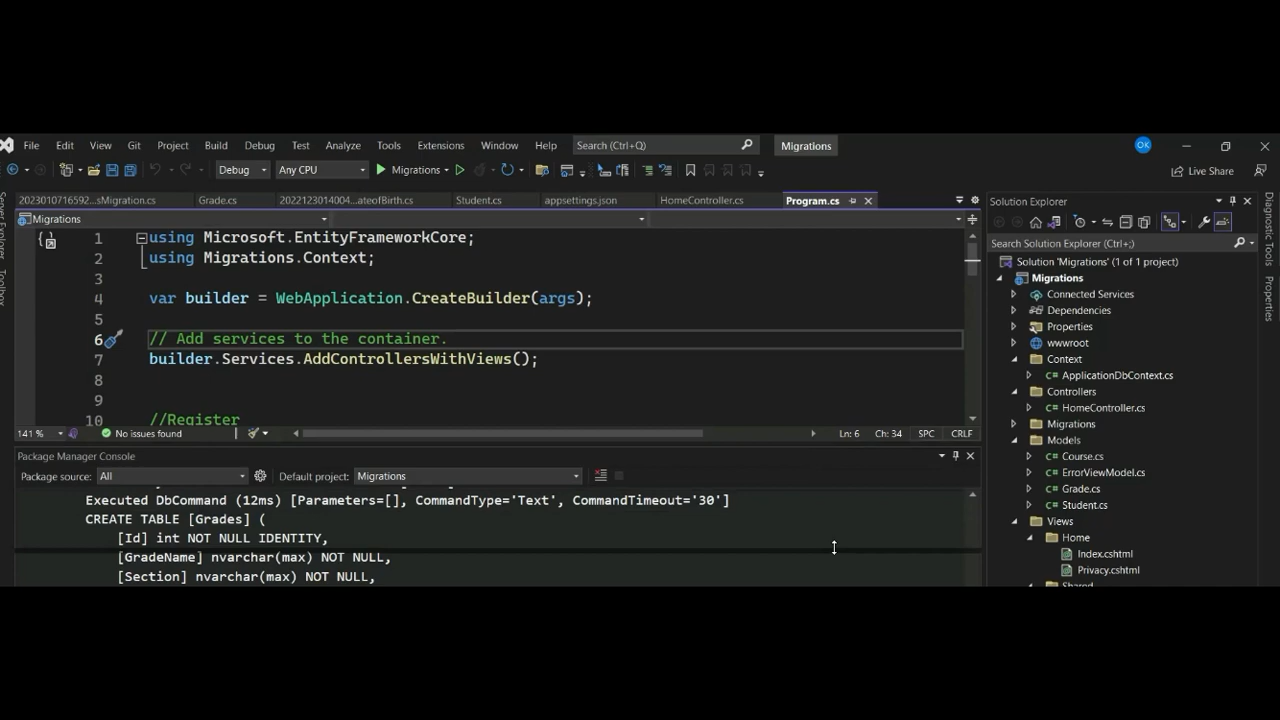 File Edit View Git Project Build Debug Test Analyze Tools Extensions Window Help Search (Ctrl+Q) Migrations OK
Debug Any CPU Migrations Live Share
2023010716592...sMigration.cs Grade.cs 2022123014004...ateofBirth.cs Student.cs appsettings.json HomeController.cs Program.cs
Migrations
1 using Microsoft.EntityFrameworkCore;
2 using Migrations.Context;
3
4 var builder = WebApplication.CreateBuilder(args);
5
6 // Add services to the container.
7 builder.Services.AddControllersWithViews();
8
9
10 //Register
141 % No issues found Ln: 6 Ch: 34 SPC CRLF
Package Manager Console
Package source: All Default project: Migrations
Executed DbCommand (12ms) [Parameters=[], CommandType='Text', CommandTimeout='30']
CREATE TABLE [Grades] (
[Id] int NOT NULL IDENTITY,
[GradeName] nvarchar(max) NOT NULL,
[Section] nvarchar(max) NOT NULL,
Solution Explorer
Search Solution Explorer (Ctrl+;)
Solution 'Migrations' (1 of 1 project)
Migrations
Connected Services
Dependencies
Properties
wwwroot
Context
C# ApplicationDbContext.cs
Controllers
C# HomeController.cs
Migrations
Models
C# Course.cs
C# ErrorViewModel.cs
C# Grade.cs
C# Student.cs
Views
Home
Index.cshtml
Privacy.cshtml
Shared
Server Explorer
Toolbox
Diagnostic Tools
Properties